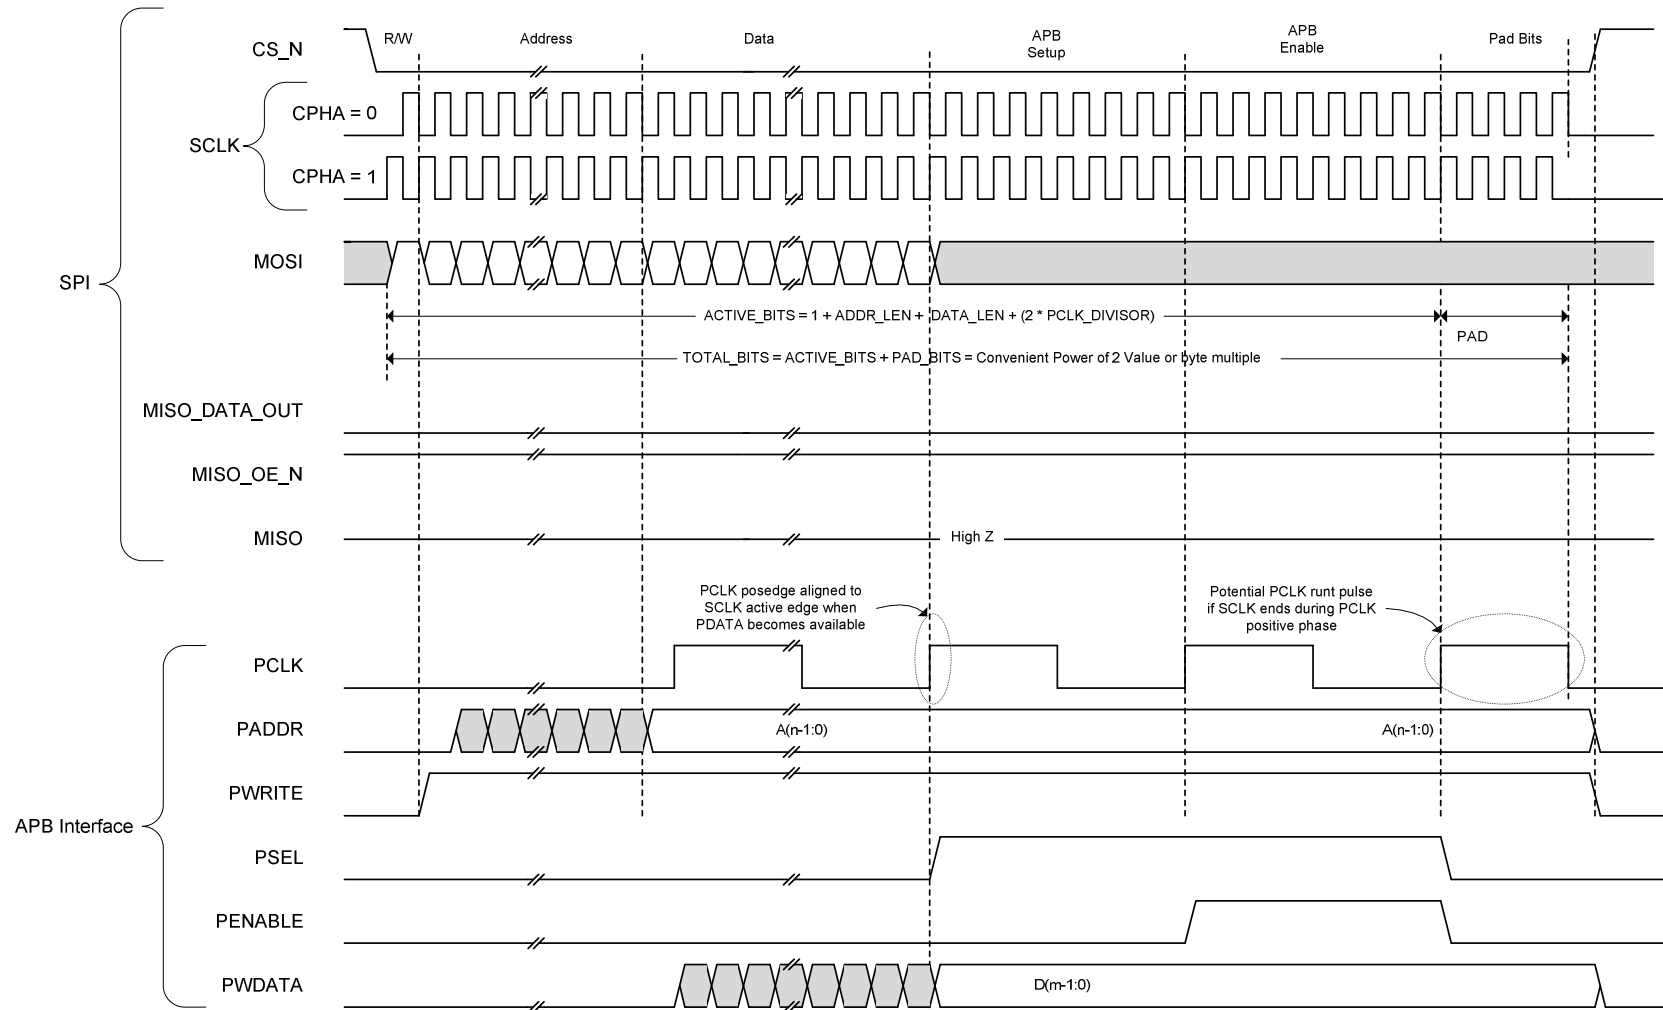 R/W
Address
Data
APB
Setup
APB
Enable
Pad Bits
CS_N
CPHA = 0
SCLK
CPHA = 1
MOSI
SPI
ACTIVE_BITS = 1 + ADDR_LEN + DATA_LEN + (2 * PCLK_DIVISOR)
PAD
TOTAL_BITS = ACTIVE_BITS + PAD_BITS = Convenient Power of 2 Value or byte multiple
MISO_DATA_OUT
MISO_OE_N
MISO
High Z
PCLK posedge aligned to
SCLK active edge when
PDATA becomes available
Potential PCLK runt pulse
if SCLK ends during PCLK
positive phase
PCLK
PADDR
A(n-1:0)
A(n-1:0)
PWRITE
APB Interface
PSEL
PENABLE
PWDATA
D(m-1:0)